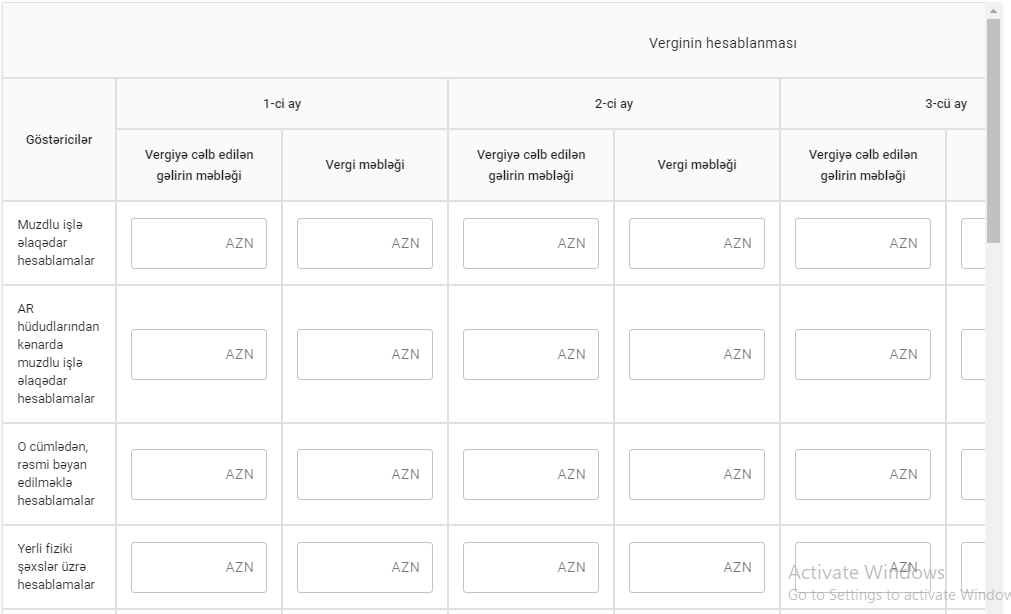 Verginin hesablanması
Göstəricilər
1-ci ay
2-ci ay
3-cü ay
Vergiyə cəlb edilən
gəlirin məbləği
Vergi məbləği
Vergiyə cəlb edilən
gəlirin məbləği
Vergi məbləği
Vergiyə cəlb edilən
gəlirin məbləği
Muzdlu işlə
əlaqədar
hesablamalar
AZN
AZN
AZN
AZN
AZN
AR
hüdudlarından
kənarda
muzdlu işlə
əlaqədar
hesablamalar
AZN
AZN
AZN
AZN
AZN
O cümlədən,
rəsmi bəyan
edilməklə
hesablamalar
AZN
AZN
AZN
AZN
AZN
Yerli fiziki
şəxslər üzrə
hesablamalar
AZN
AZN
AZN
AZN
AZN
Activate Windows
Go to Settings to activate Window